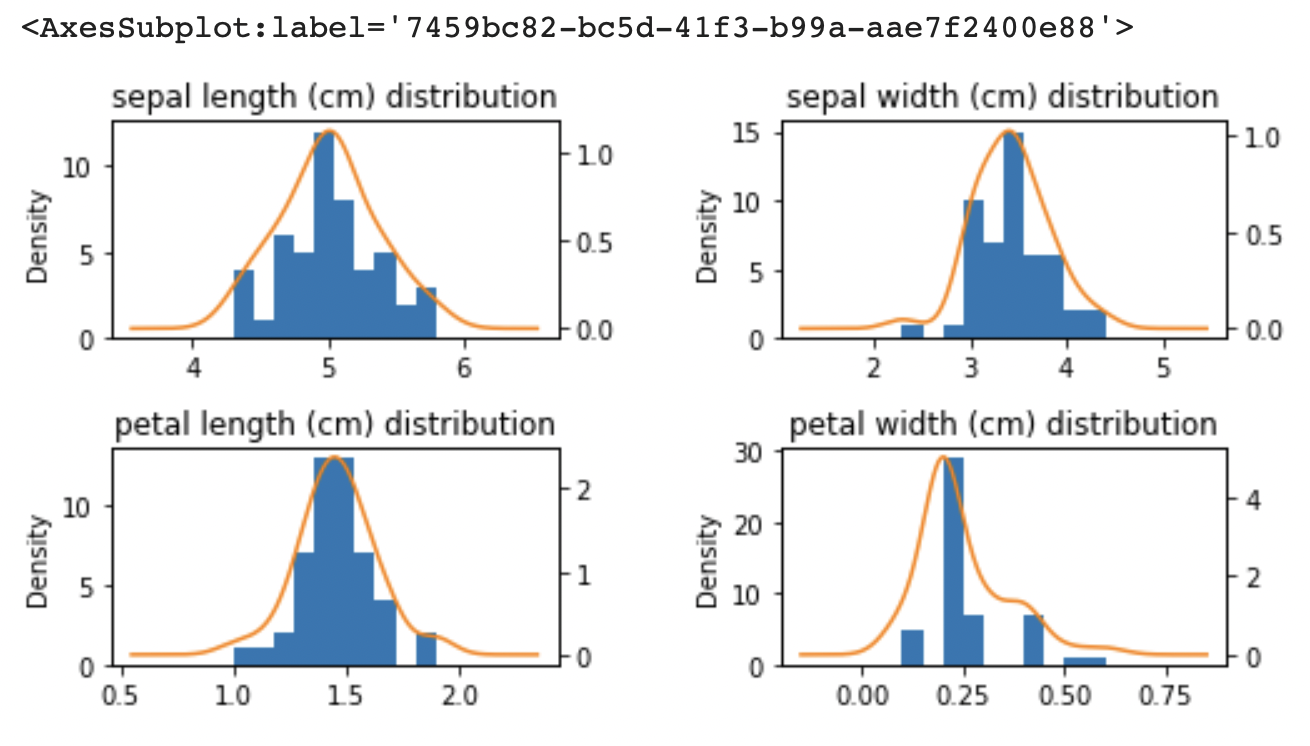 <AxesSubplot:label='7459bc82-bc5d-41f3-b99a-aae7f2400e88'>
sepal length (cm) distribution
Density
10
5
0
1.0
0.5
0.0
4 5 6
sepal width (cm) distribution
Density
15
10
5
0
1.0
0.5
0.0
2 3 4 5
petal length (cm) distribution
Density
10
5
0
2
1
0
0.5 1.0 1.5 2.0
petal width (cm) distribution
Density
30
20
10
0
4
2
0
0.00 0.25 0.50 0.75